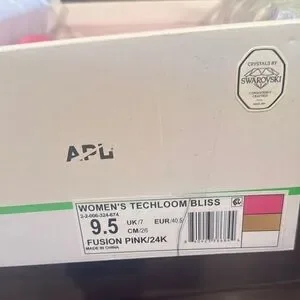 CRYSTALS BY
SWAROVSKI
APL
WOMEN'S TECHLOOM BLISS
2-3-006-324-674
9.5 UK/7 EUR/40.5
CM/26
FUSION PINK/24K
MADE IN CHINA